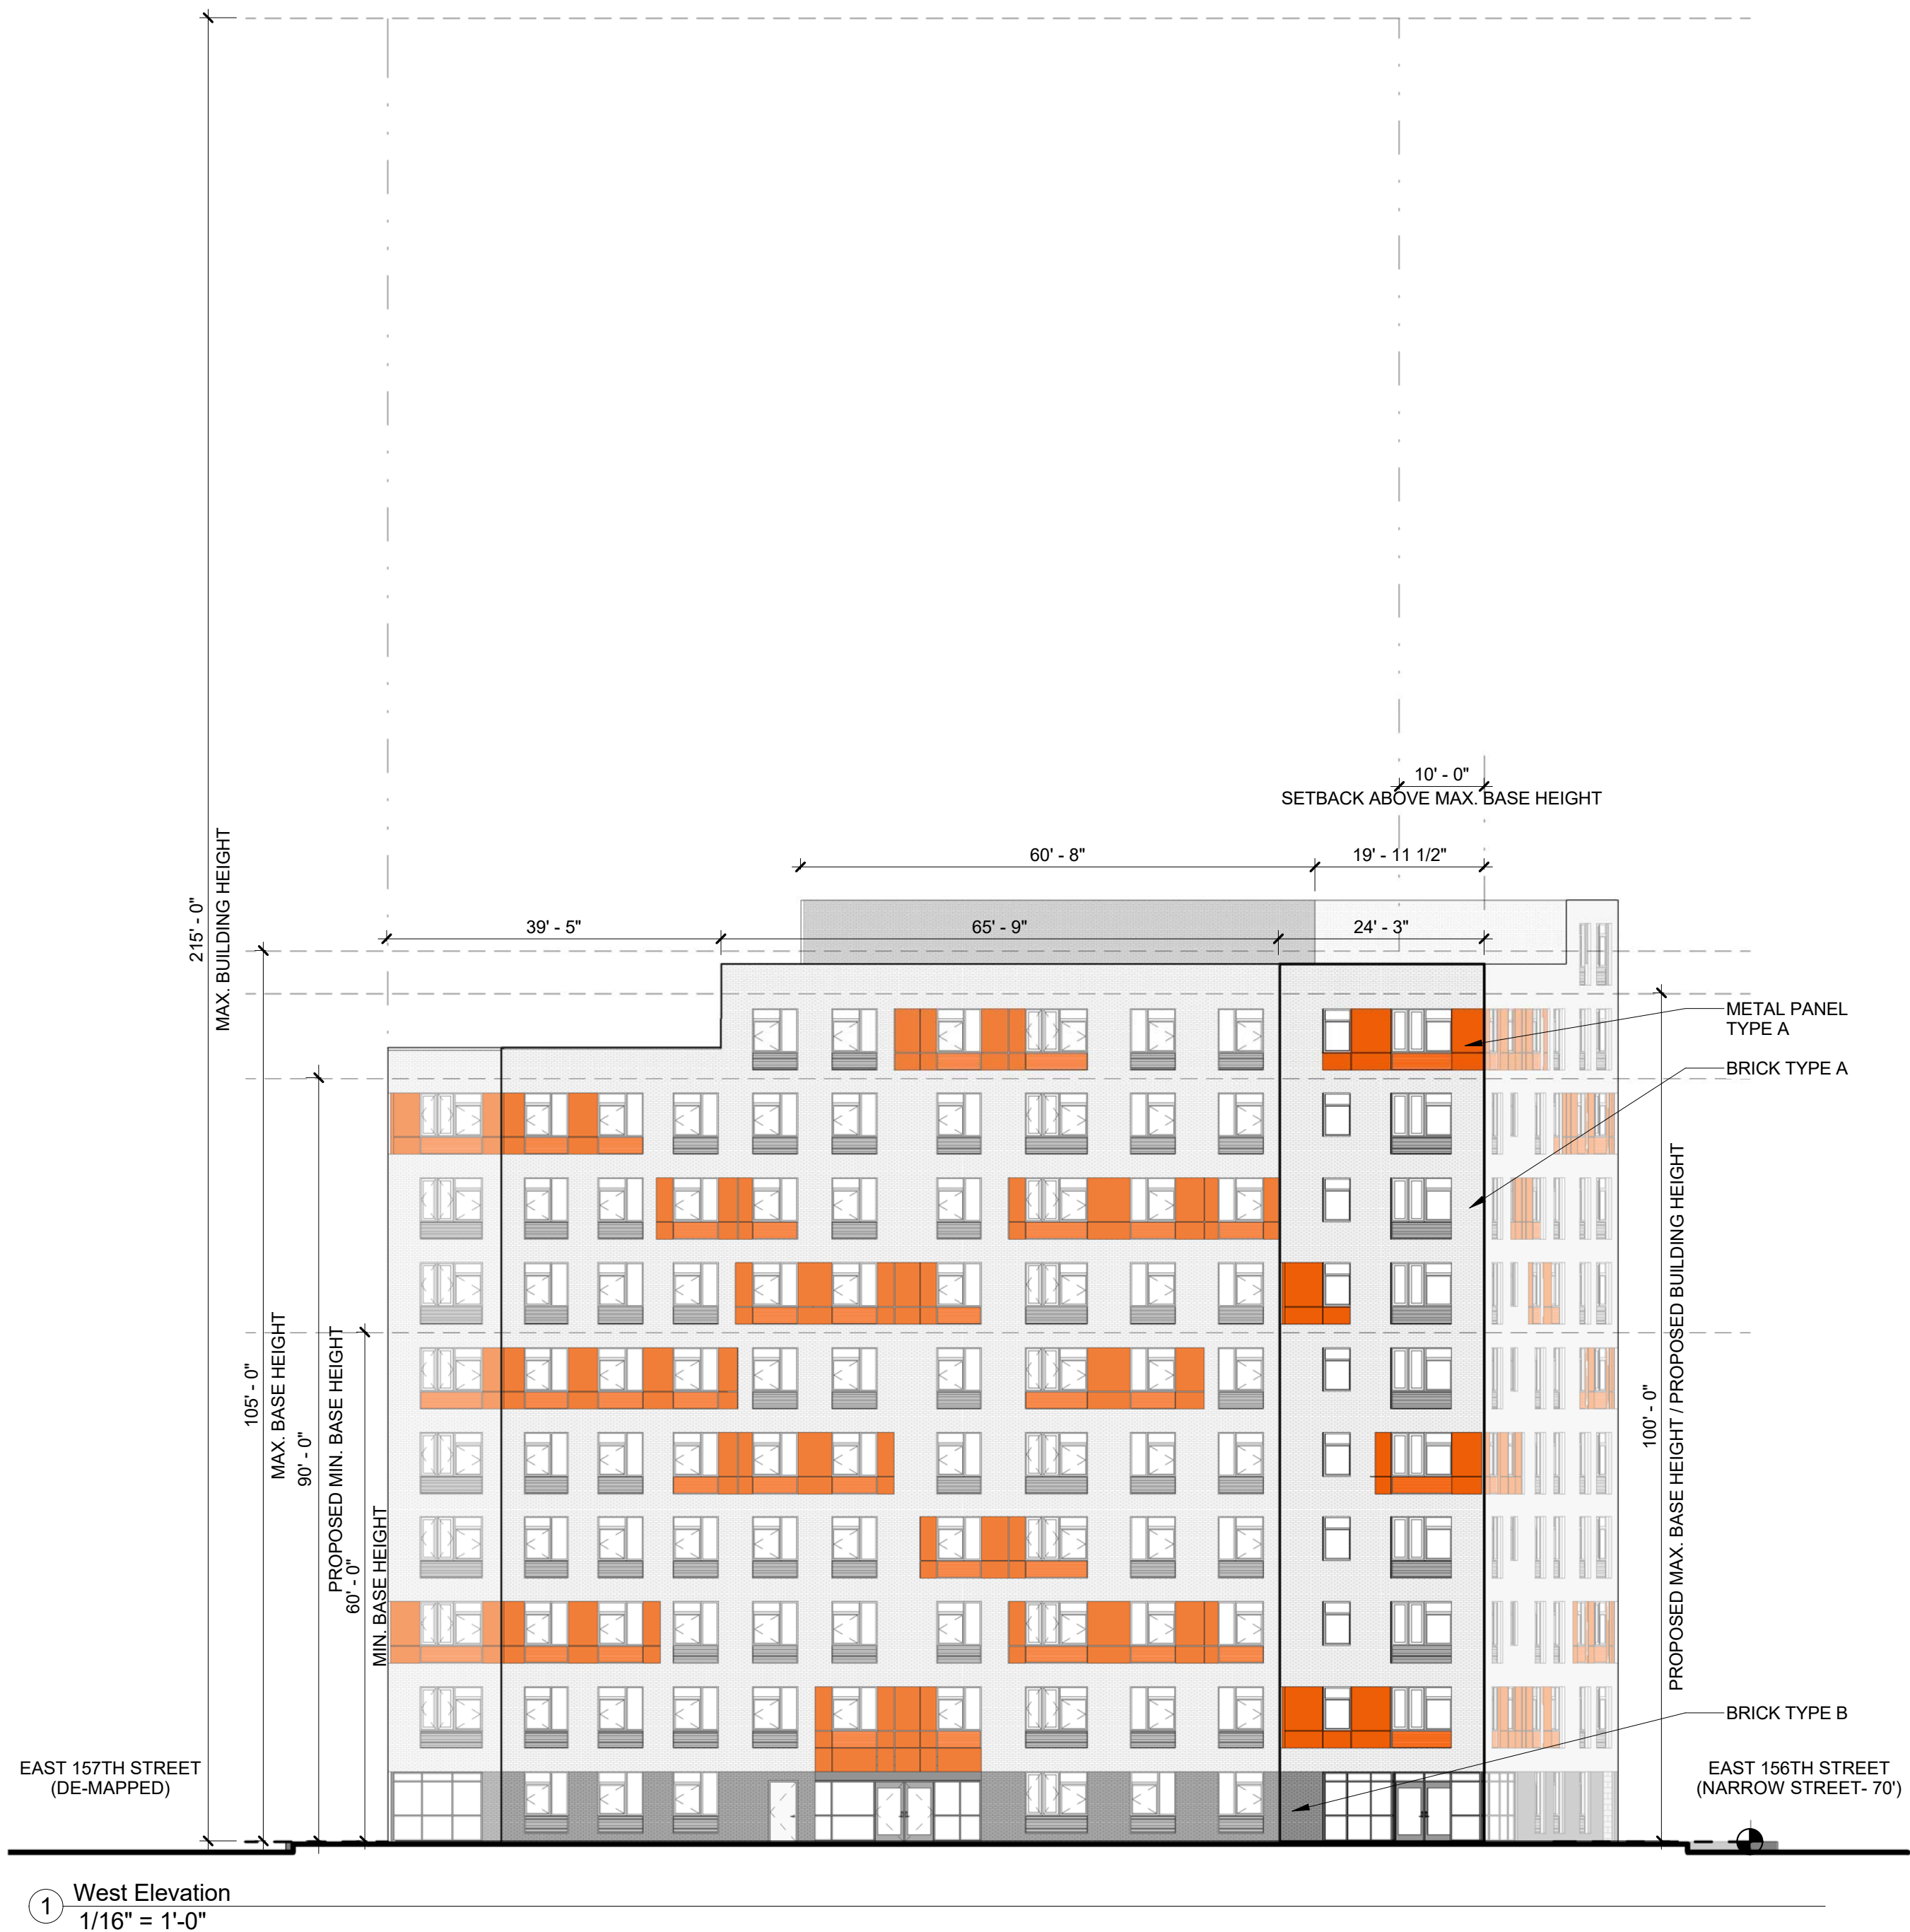 10' - 0"
SETBACK ABOVE MAX. BASE HEIGHT
60' - 8"
19' - 11 1/2"
39' - 5"
65' - 9"
24' - 3"
215' - 0"
MAX. BUILDING HEIGHT
105' - 0"
MAX. BASE HEIGHT
90' - 0"
PROPOSED MIN. BASE HEIGHT
60' - 0"
MIN. BASE HEIGHT
METAL PANEL
TYPE A
BRICK TYPE A
100' - 0"
PROPOSED MAX. BASE HEIGHT / PROPOSED BUILDING HEIGHT
BRICK TYPE B
EAST 157TH STREET
(DE-MAPPED)
EAST 156TH STREET
(NARROW STREET- 70')
1
West Elevation
1/16" = 1'-0"